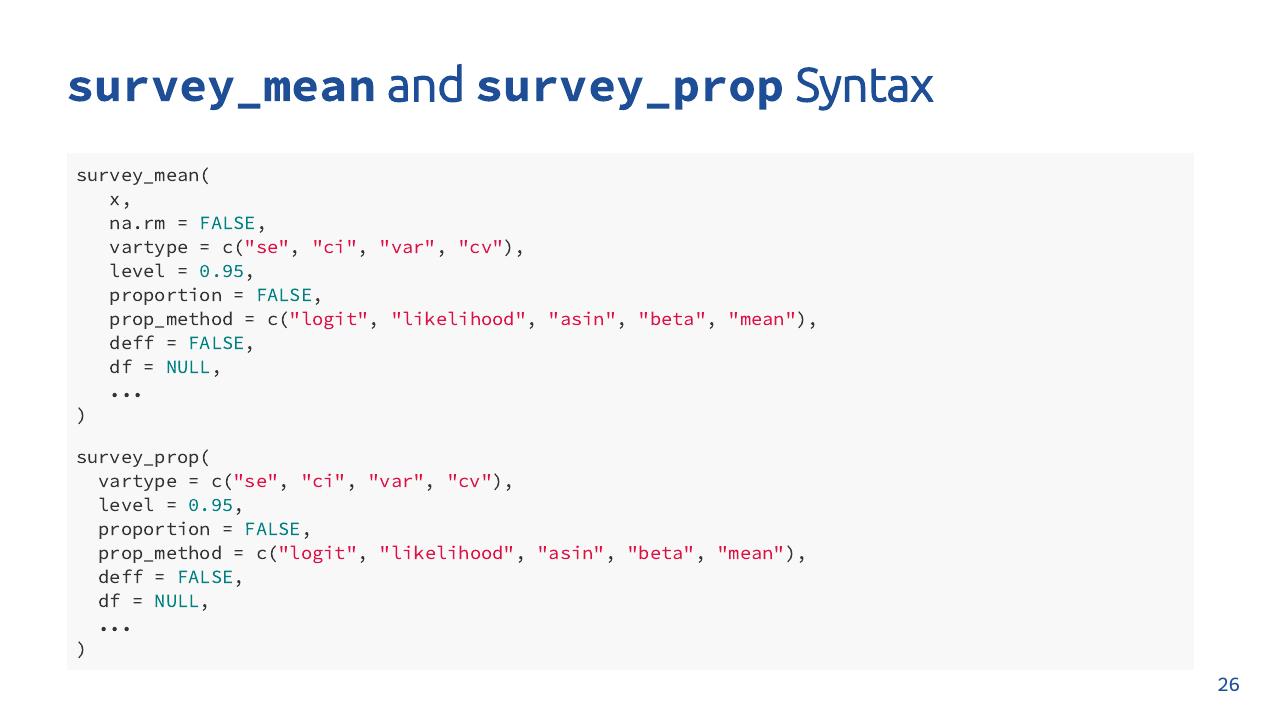 survey_mean and survey_prop Syntax
survey_mean(
   x,
   na.rm = FALSE,
   vartype = c("se", "ci", "var", "cv"),
   level = 0.95,
   proportion = FALSE,
   prop_method = c("logit", "likelihood", "asin", "beta", "mean"),
   deff = FALSE,
   df = NULL,
   ...
)
survey_prop(
  vartype = c("se", "ci", "var", "cv"),
  level = 0.95,
  proportion = FALSE,
  prop_method = c("logit", "likelihood", "asin", "beta", "mean"),
  deff = FALSE,
  df = NULL,
  ...
)
26